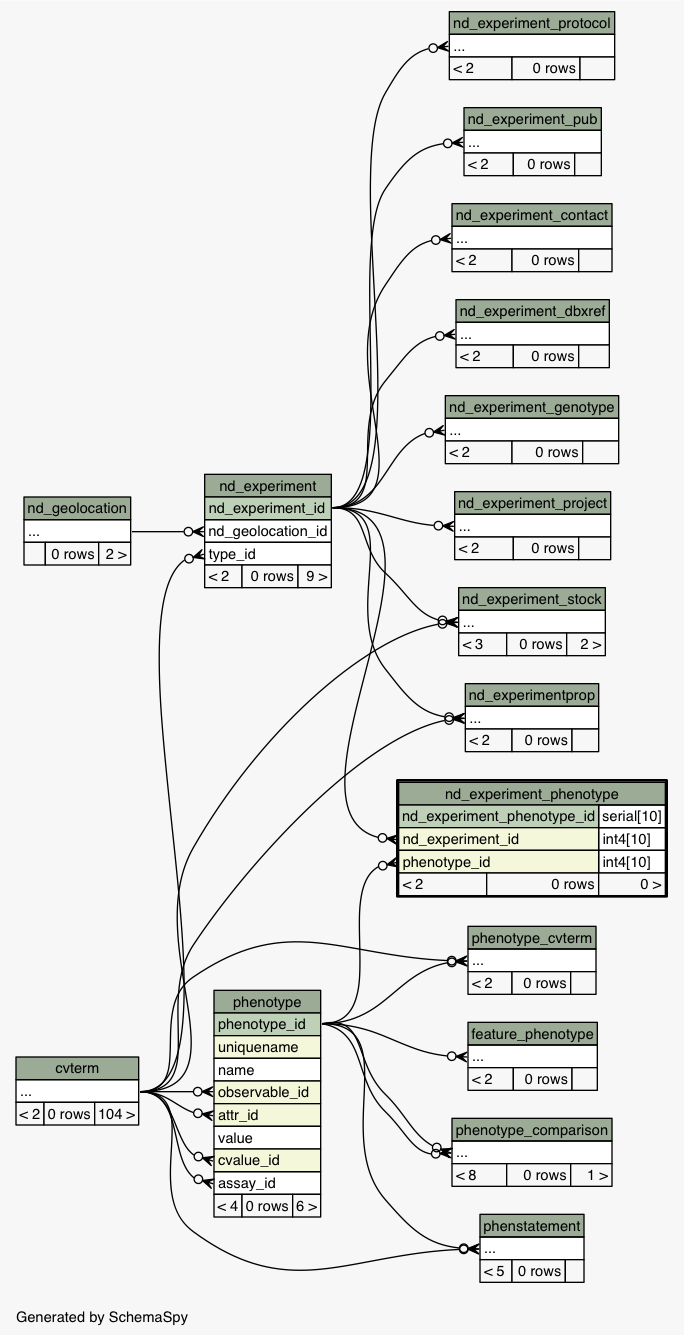 nd_experiment_protocol
...
< 2 0 rows
nd_experiment_pub
...
< 2 0 rows
nd_experiment_contact
...
< 2 0 rows
nd_experiment_dbxref
...
< 2 0 rows
nd_experiment_genotype
...
< 2 0 rows
nd_experiment
nd_experiment_id
nd_geolocation_id
type_id
< 2 0 rows 9 >
nd_geolocation
...
0 rows 2 >
nd_experiment_project
...
< 2 0 rows
nd_experiment_stock
...
< 3 0 rows 2 >
nd_experimentprop
...
< 2 0 rows
nd_experiment_phenotype
nd_experiment_phenotype_id serial[10]
nd_experiment_id int4[10]
phenotype_id int4[10]
< 2 0 rows 0 >
phenotype_cvterm
...
< 2 0 rows
phenotype
phenotype_id
uniquename
name
observable_id
attr_id
value
cvalue_id
assay_id
< 4 0 rows 6 >
feature_phenotype
...
< 2 0 rows
cvterm
...
< 2 0 rows 104 >
phenotype_comparison
...
< 8 0 rows 1 >
phenstatement
...
< 5 0 rows
Generated by SchemaSpy